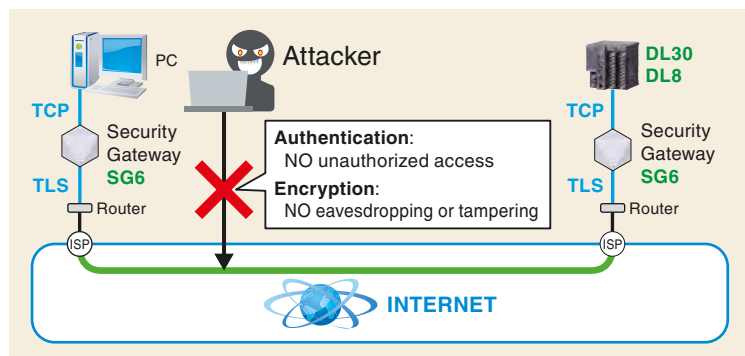 PC
Attacker
DL30
DL8
TCP
Security
Gateway
SG6
TLS
Router
ISP
Authentication:
NO unauthorized access
Encryption:
NO eavesdropping or tampering
TCP
Security
Gateway
SG6
TLS
Router
ISP
INTERNET